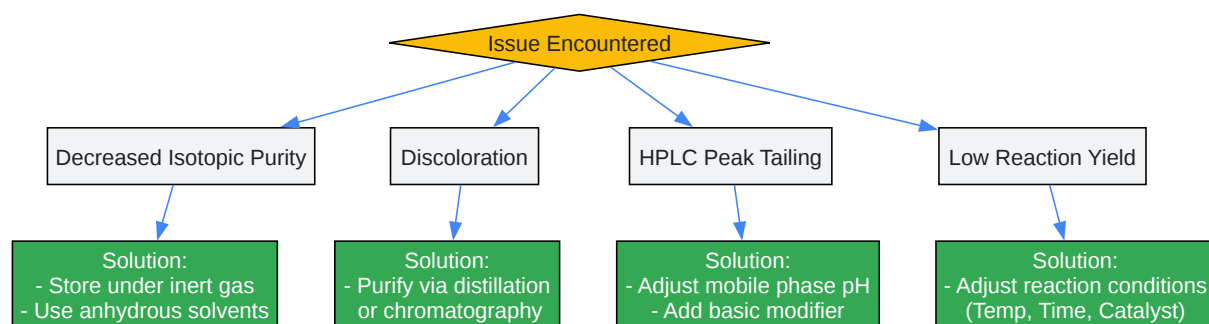 Issue Encountered
Decreased Isotopic Purity
Discoloration
HPLC Peak Tailing
Low Reaction Yield
Solution:
- Store under inert gas
- Use anhydrous solvents
Solution:
- Purify via distillation
or chromatography
Solution:
- Adjust mobile phase pH
- Add basic modifier
Solution:
- Adjust reaction conditions
(Temp, Time, Catalyst)